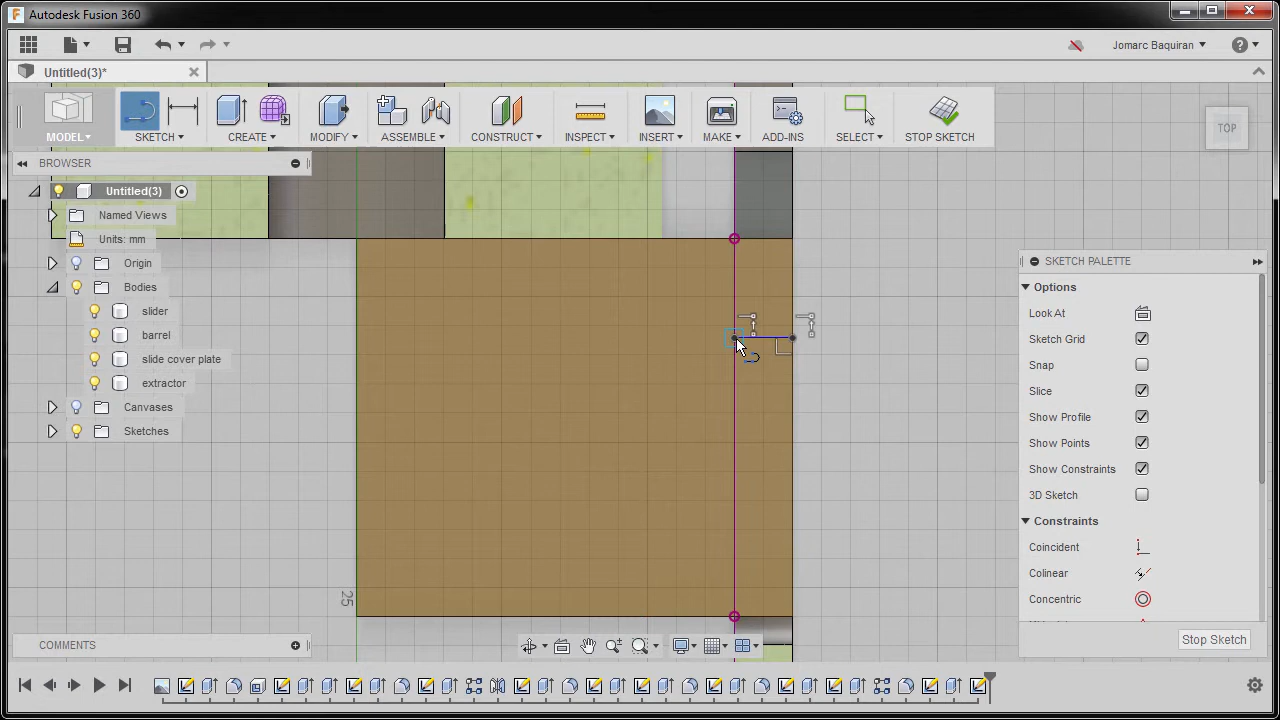 Autodesk Fusion 360
Jomarc Baquiran
Untitled(3)*
MODEL
SKETCH
CREATE
MODIFY
ASSEMBLE
CONSTRUCT
INSPECT
INSERT
MAKE
ADD-INS
SELECT
STOP SKETCH
TOP
BROWSER
Untitled(3)
Named Views
Units: mm
Origin
Bodies
slider
barrel
slide cover plate
extractor
Canvases
Sketches
25
SKETCH PALETTE
Options
Look At
Sketch Grid
Snap
Slice
Show Profile
Show Points
Show Constraints
3D Sketch
Constraints
Coincident
Colinear
Concentric
Stop Sketch
COMMENTS